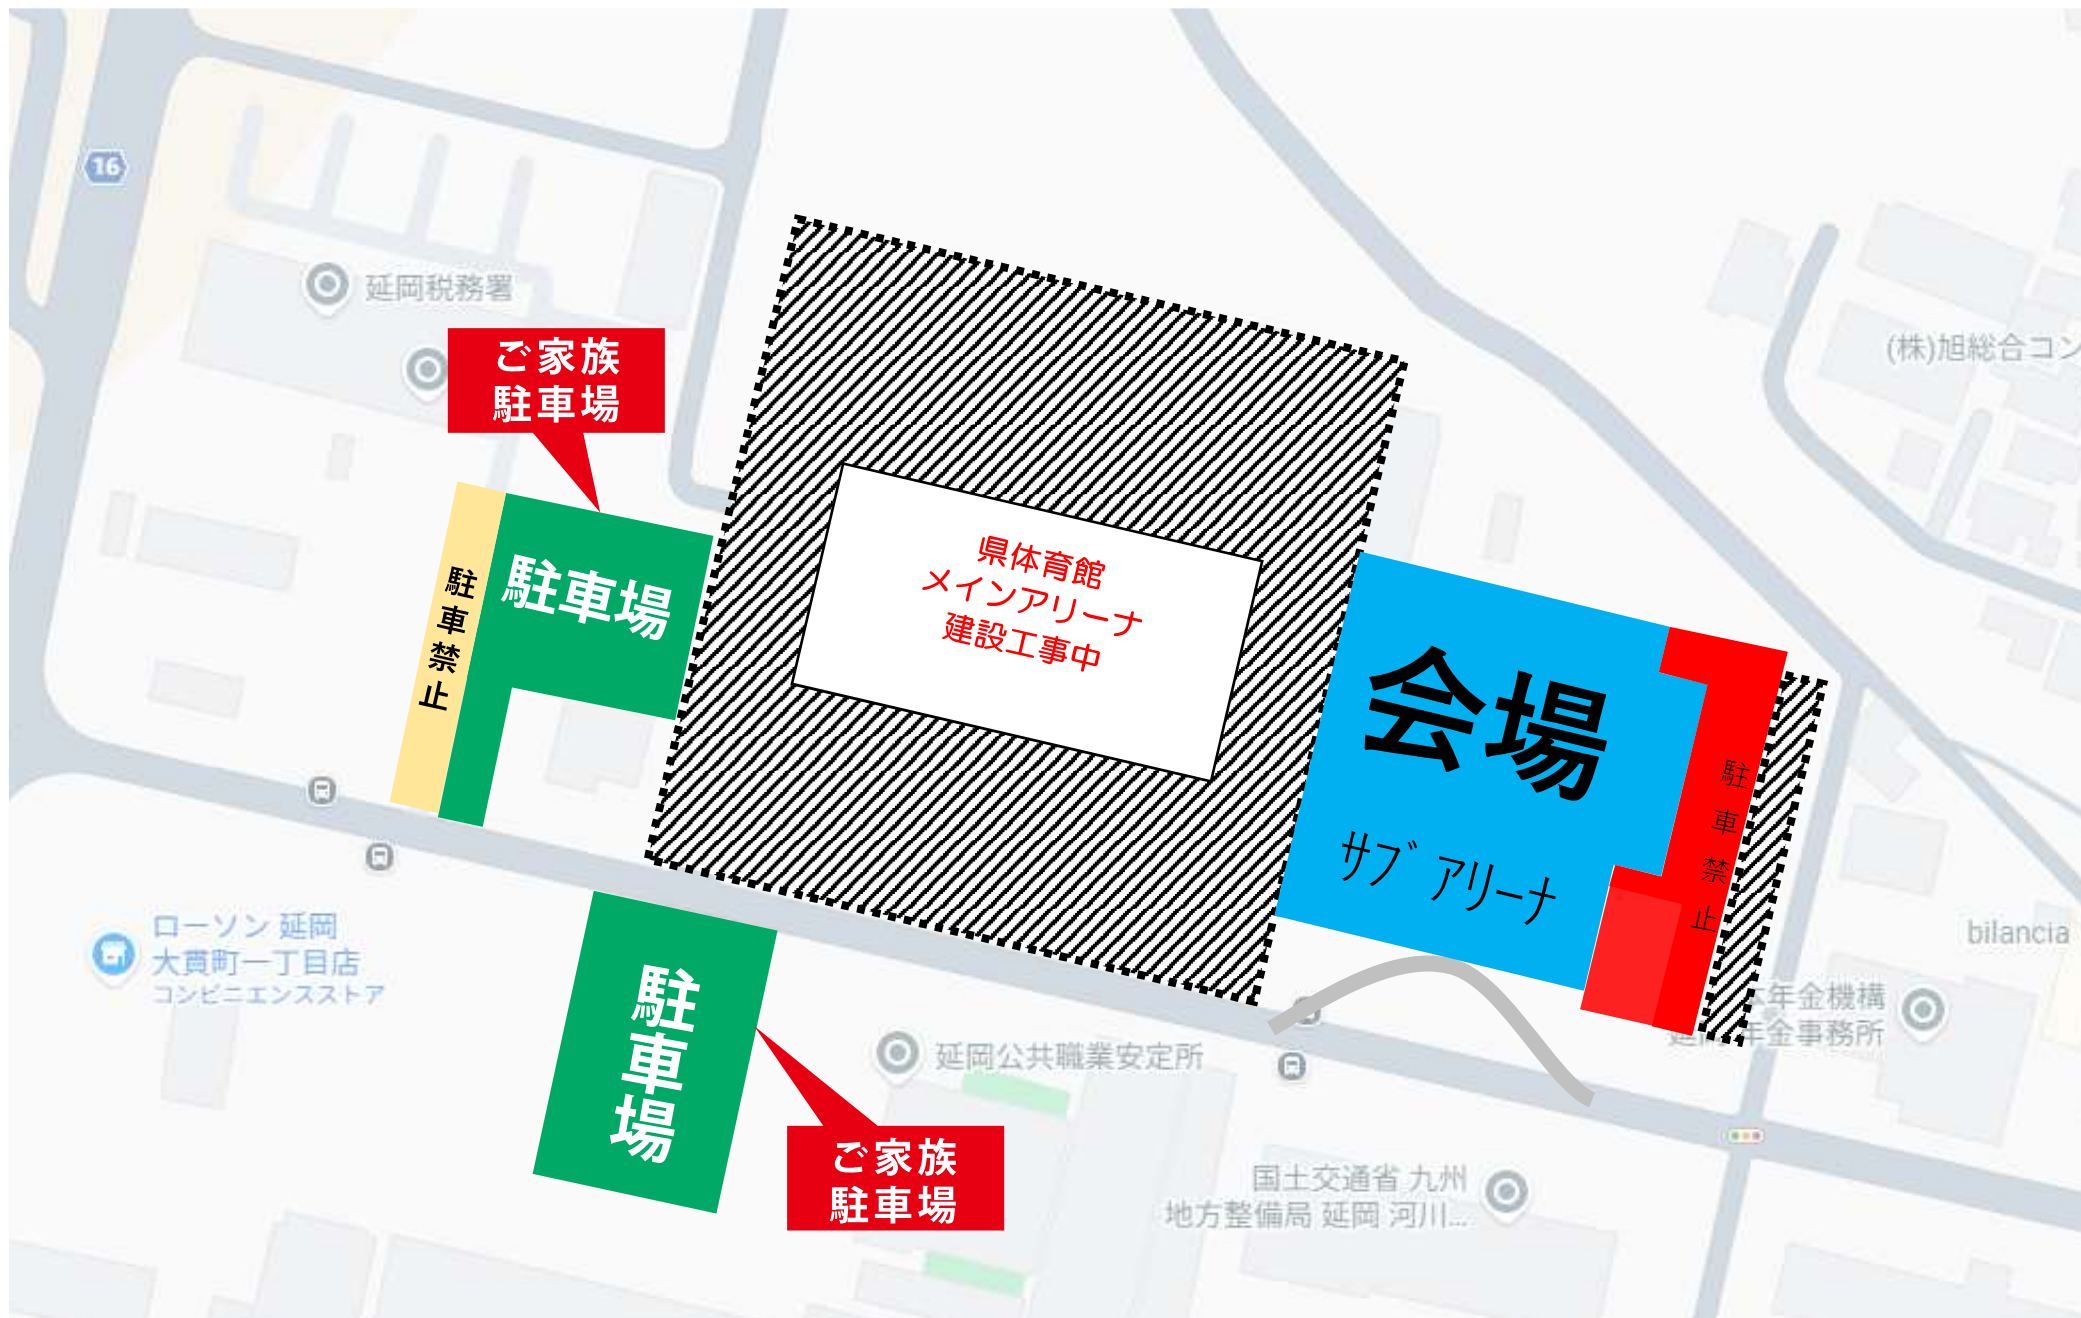 16
延岡税務署
ご家族
駐車場
(株)旭総合コン
県体育館
メインアリーナ
建設工事中
駐車場
駐車禁止
会場
サブアリーナ
駐車禁止
ローソン 延岡
大貫町一丁目店
コンビニエンスストア
駐車場
bilancia
年金機構
年金事務所
延岡公共職業安定所
ご家族
駐車場
国土交通省 九州
地方整備局 延岡 河川...